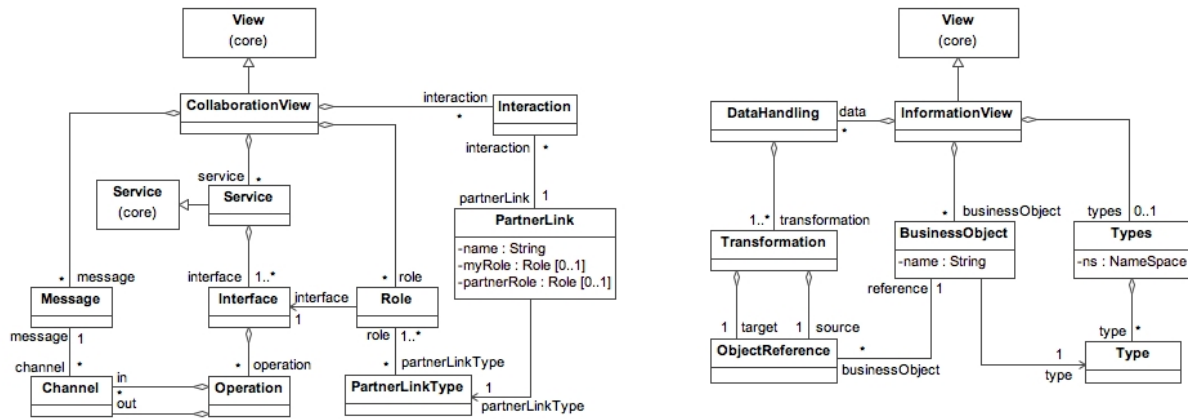 View
(core)
CollaborationView
interaction
*
Interaction
interaction
*
service
*
Service
(core)
Service
partnerLink
1
PartnerLink
-name : String
-myRole : Role [0..1]
-partnerRole : Role [0..1]
*
message
interface
1..*
*
role
Message
Interface
interface
1
Role
message
1
role
1..*
*
operation
*
partnerLinkType
channel
*
in
*
out
Channel
Operation
PartnerLinkType
1
partnerLinkType
View
(core)
DataHandling
data
*
InformationView
1..*
transformation
*
businessObject
types
0..1
Transformation
BusinessObject
-name : String
Types
-ns : NameSpace
reference
1
1
target
1
source
type
*
ObjectReference
*
businessObject
1
type
Type